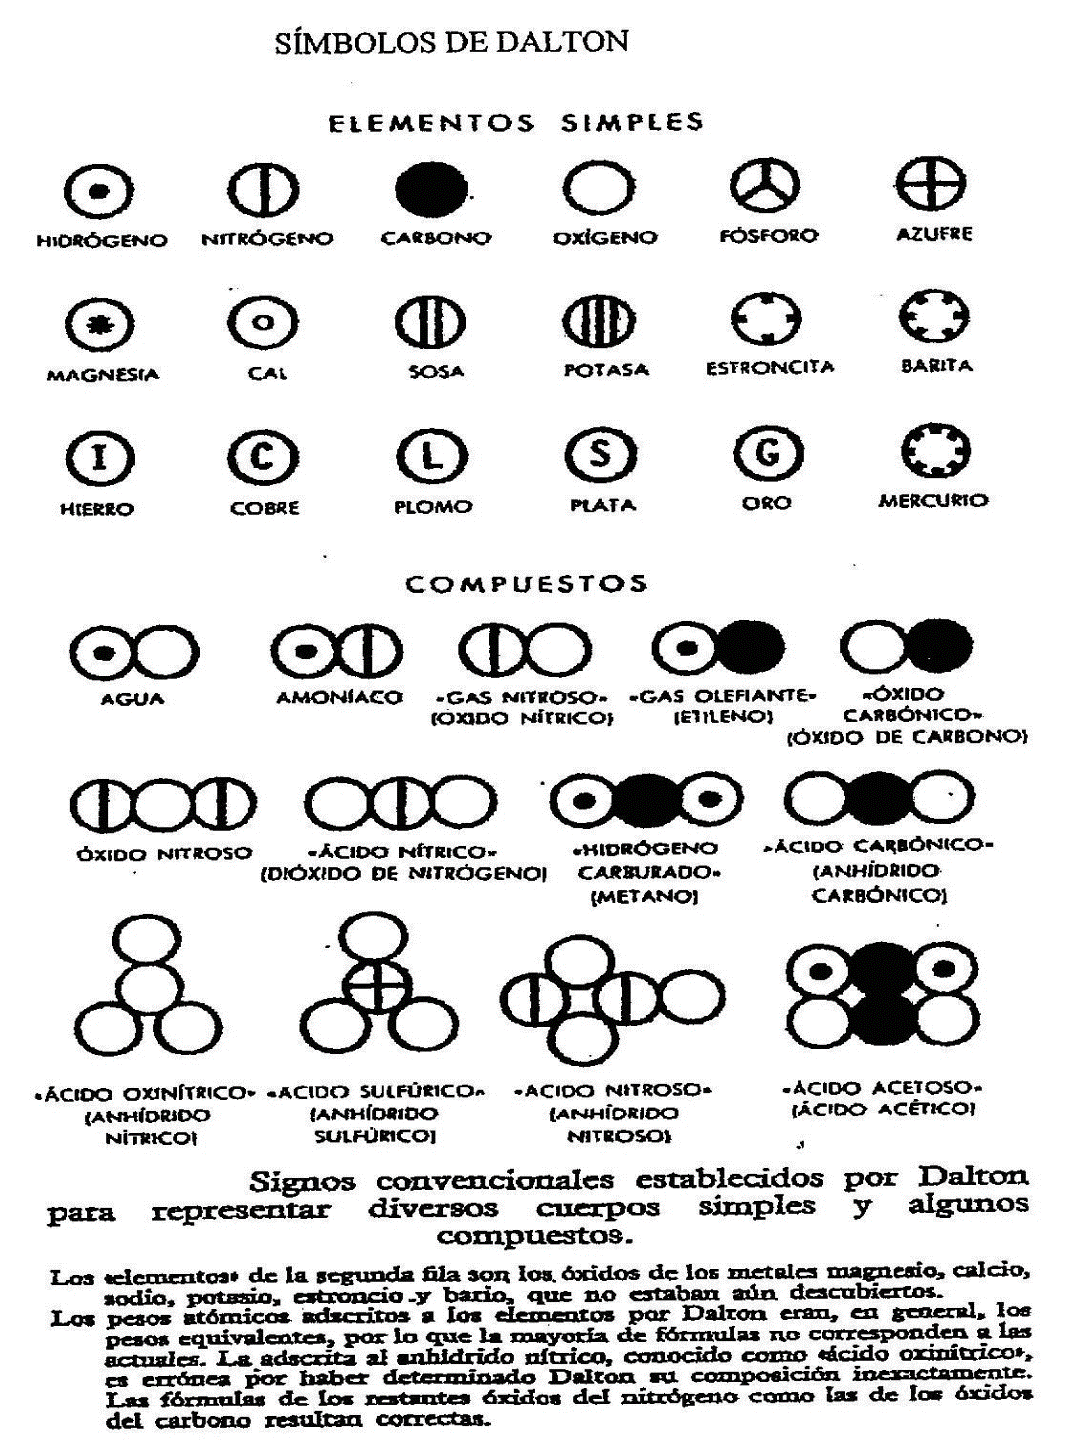 SÍMBOLOS DE DALTON
ELEMENTOS SIMPLES
HIDRÓGENO NITRÓGENO CARBONO OXÍGENO FÓSFORO AZUFRE
MAGNESIA CAL SOSA POTASA ESTRONCITA BARITA
I C L S G
HIERRO COBRE PLOMO PLATA ORO MERCURIO
COMPUESTOS
AGUA AMONÍACO «GAS NITROSO» «GAS OLEFIANTE» «ÓXIDO
(ÓXIDO NÍTRICO) (ETILENO) CARBÓNICO»
(ÓXIDO DE CARBONO)
ÓXIDO NITROSO «ÁCIDO NÍTRICO» «HIDRÓGENO «ÁCIDO CARBÓNICO»
(DIÓXIDO DE NITRÓGENO) CARBURADO» (ANHÍDRIDO
(METANO) CARBÓNICO)
«ÁCIDO OXINÍTRICO» «ACIDO SULFÚRICO» «ACIDO NITROSO» «ÁCIDO ACETOSO»
(ANHÍDRIDO (ANHÍDRIDO (ANHÍDRIDO (ÁCIDO ACÉTICO)
NÍTRICO) SULFÚRICO) NITROSO)
Signos convencionales establecidos por Dalton
para representar diversos cuerpos simples y algunos
compuestos.
Los «elementos» de la segunda fila son los óxidos de los metales magnesio, calcio,
sodio, potasio, estroncio y bario, que no estaban aún descubiertos.
Los pesos atómicos adscritos a los elementos por Dalton eran, en general, los
pesos equivalentes, por lo que la mayoría de fórmulas no corresponden a las
actuales. La adscrita al anhídrido nítrico, conocido como «ácido oxinítrico»,
es errónea por haber determinado Dalton su composición inexactamente.
Las fórmulas de los restantes óxidos del nitrógeno como las de los óxidos
del carbono resultan correctas.